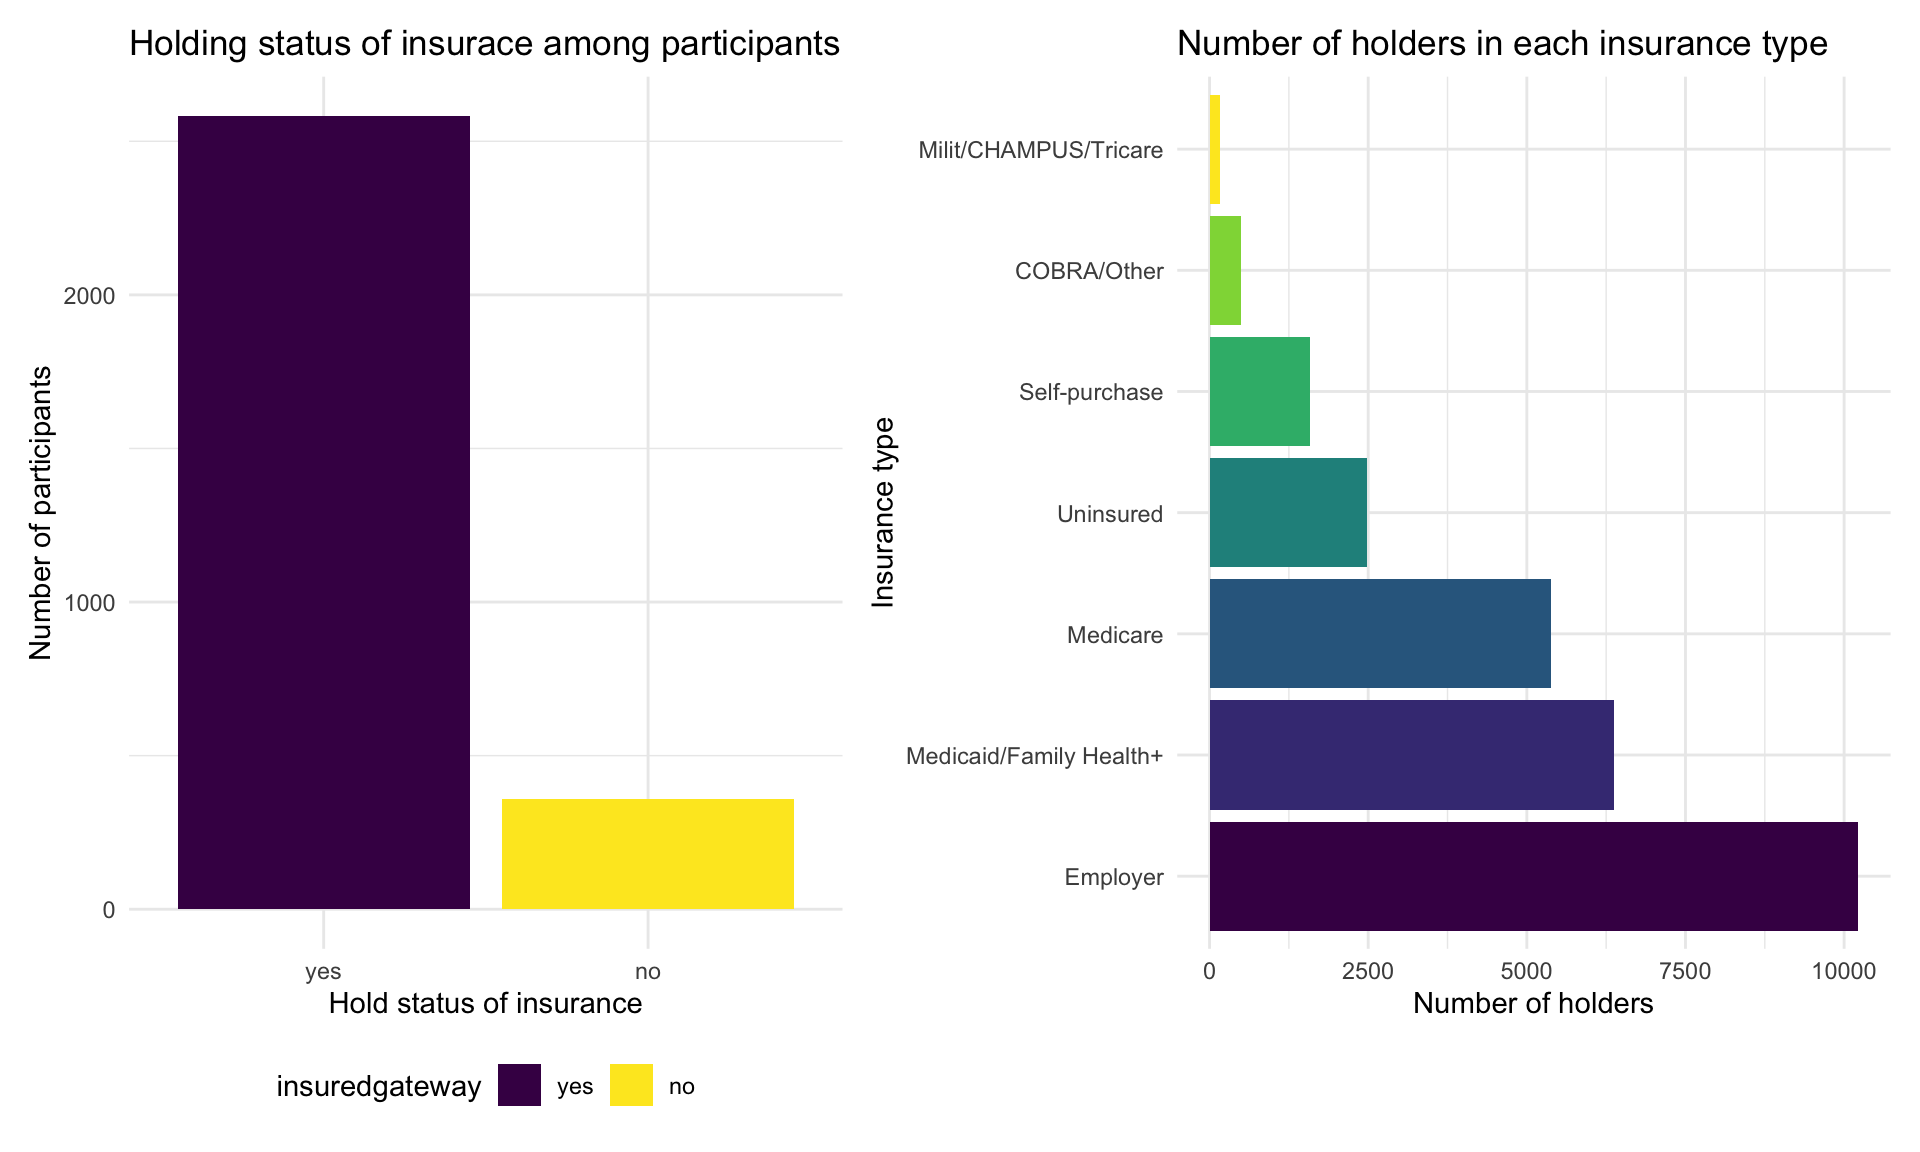 Holding status of insurace among participants
Number of participants
2000
1000
0
yes
no
Hold status of insurance
insuredgateway
yes
no
Number of holders in each insurance type
Insurance type
Milit/CHAMPUS/Tricare
COBRA/Other
Self-purchase
Uninsured
Medicare
Medicaid/Family Health+
Employer
0
2500
5000
7500
10000
Number of holders